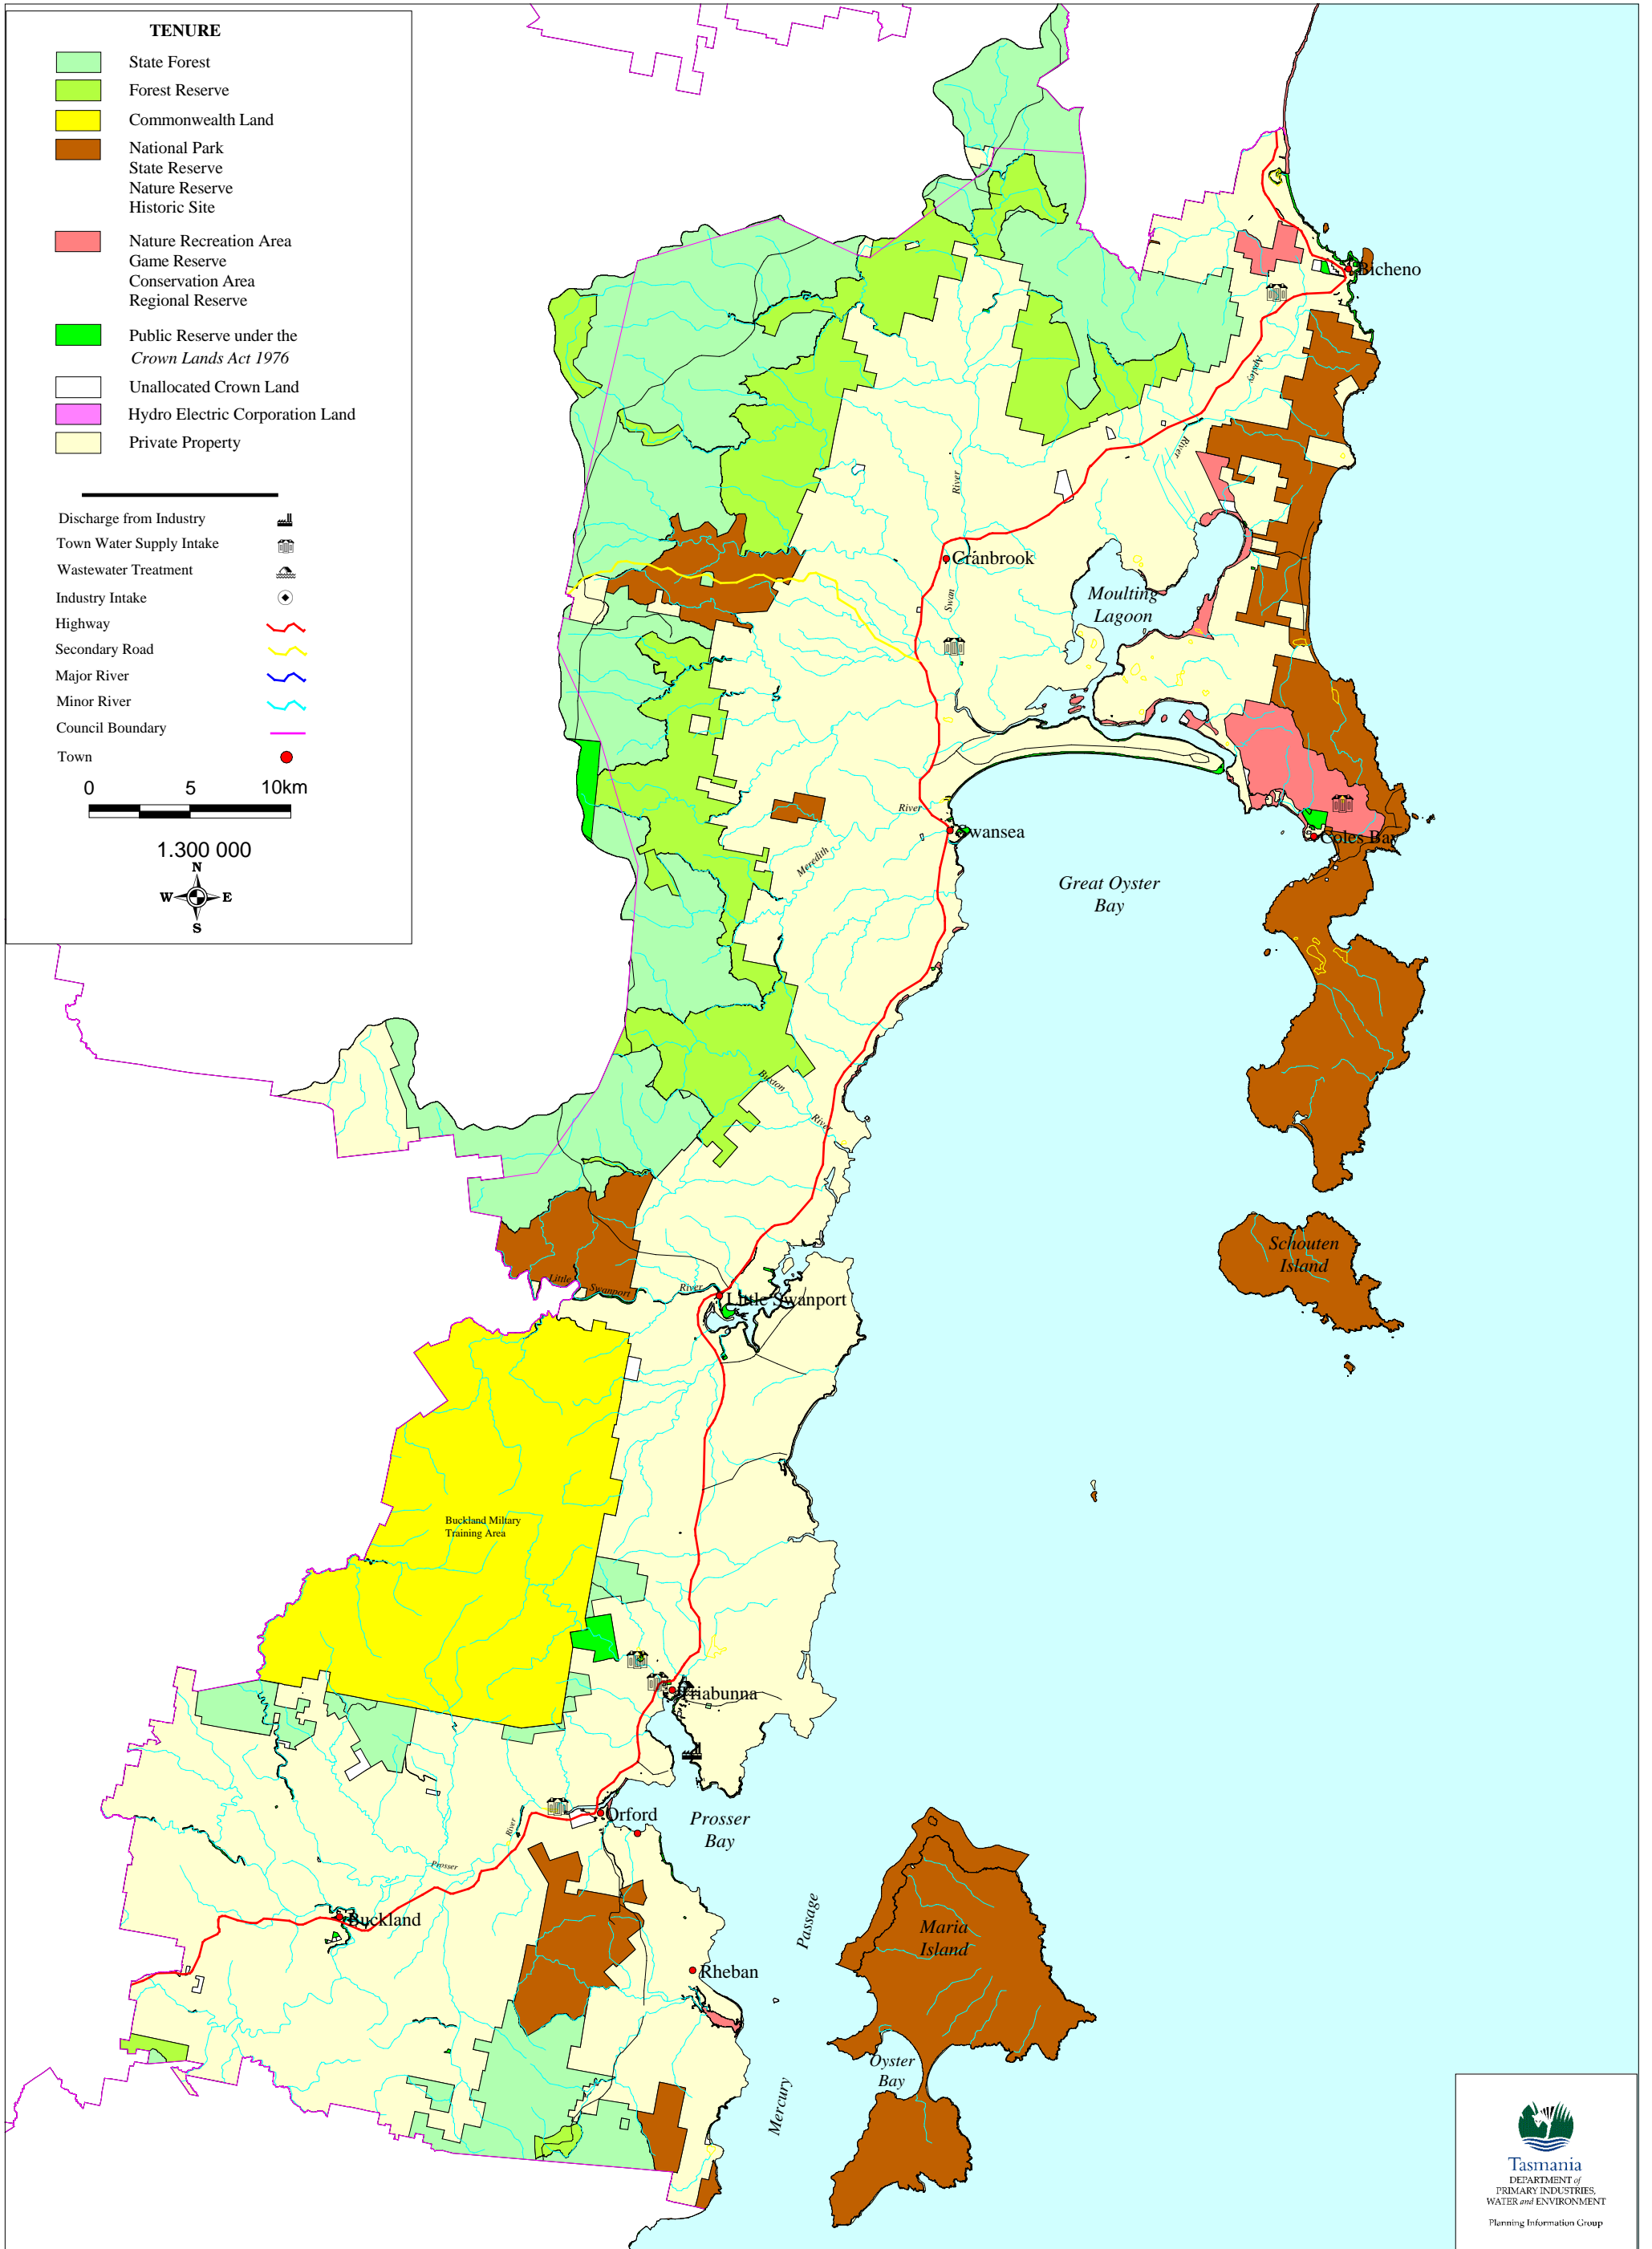 TENURE
State Forest
Forest Reserve
Commonwealth Land
National Park
State Reserve
Nature Reserve
Historic Site
Nature Recreation Area
Game Reserve
Conservation Area
Regional Reserve
Public Reserve under the
Crown Lands Act 1976
Unallocated Crown Land
Hydro Electric Corporation Land
Private Property
Discharge from Industry
Town Water Supply Intake
Wastewater Treatment
Industry Intake
Highway
Secondary Road
Major River
Minor River
Council Boundary
Town
0 5 10km
1.300 000
N
W E
S
Bicheno
Apsley
River
River
Cranbrook
Swan
Moulting
Lagoon
River
Swansea
Meredith
Coles Bay
Great Oyster
Bay
Buxton
River
Schouten
Island
Little
Swanport
River
Little Swanport
Buckland Miltary
Training Area
Triabunna
Orford
Prosser
Bay
River
Prosser
Buckland
Passage
Maria
Island
Rheban
Oyster
Bay
Mercury
Tasmania
DEPARTMENT of
PRIMARY INDUSTRIES,
WATER and ENVIRONMENT
Planning Information Group